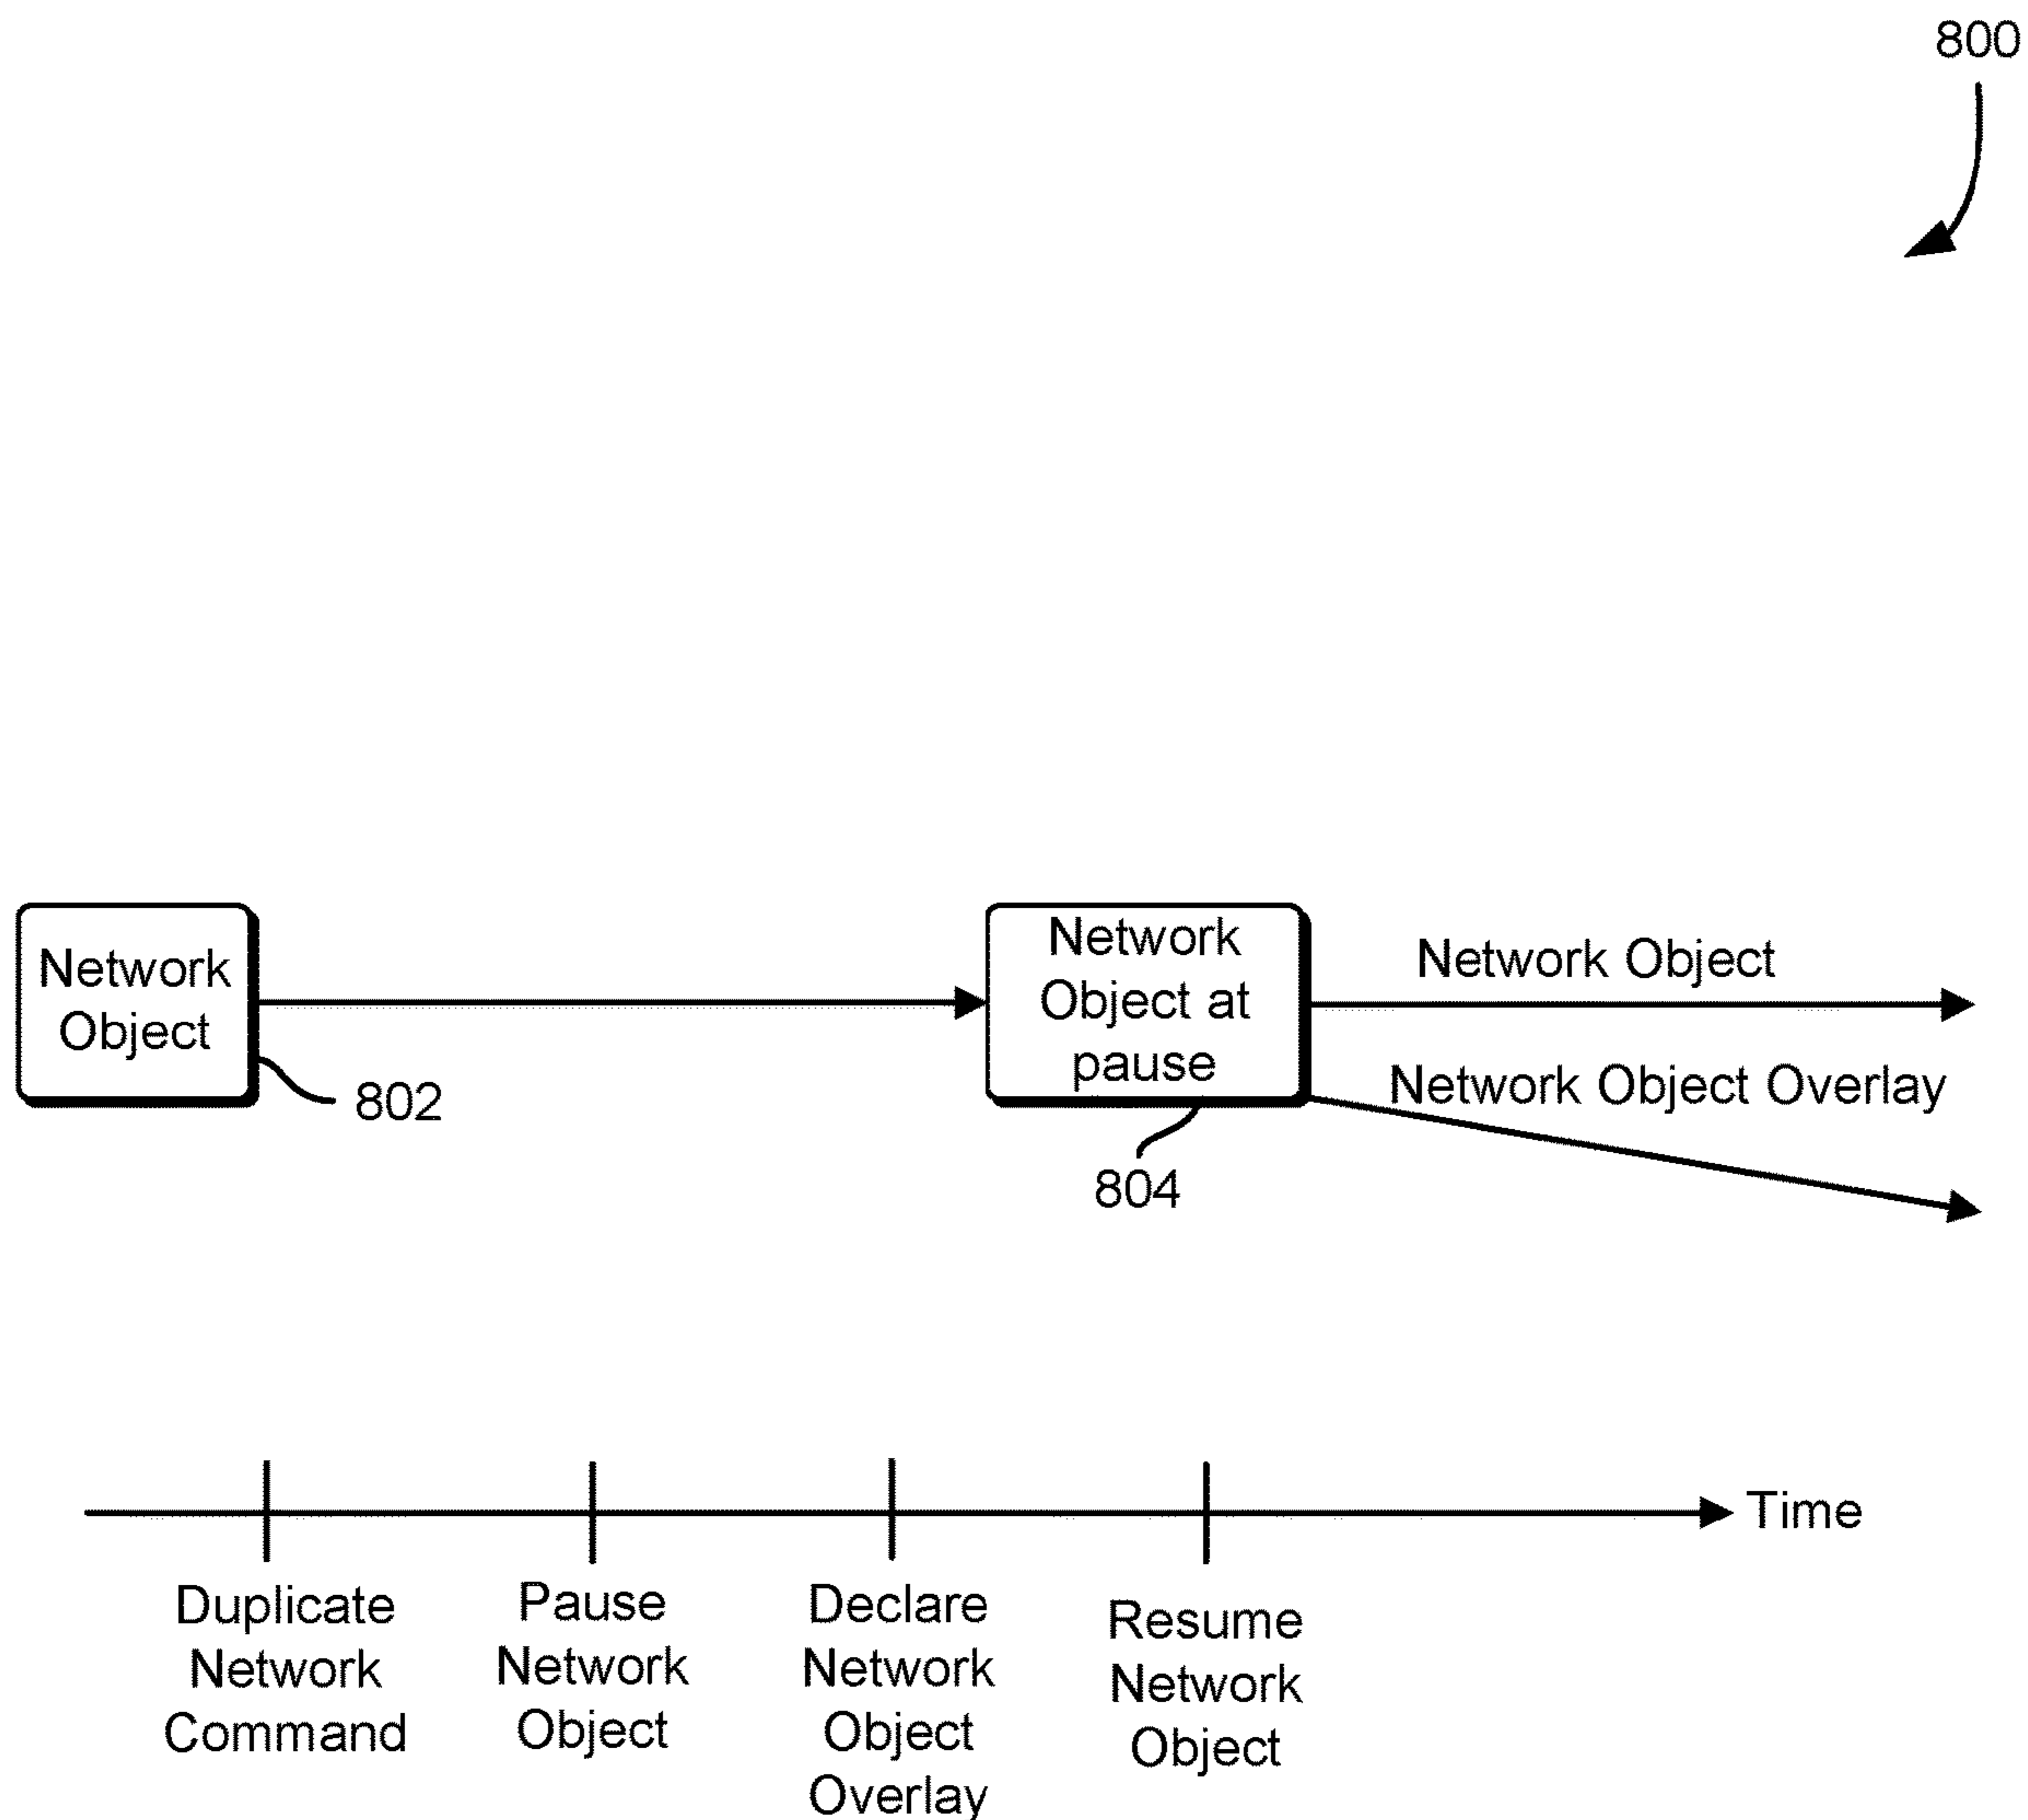 800
Network
Object
802
Network
Object at
pause
804
Network Object
Network Object Overlay
Time
Duplicate
Network
Command
Pause
Network
Object
Declare
Network
Object
Overlay
Resume
Network
Object